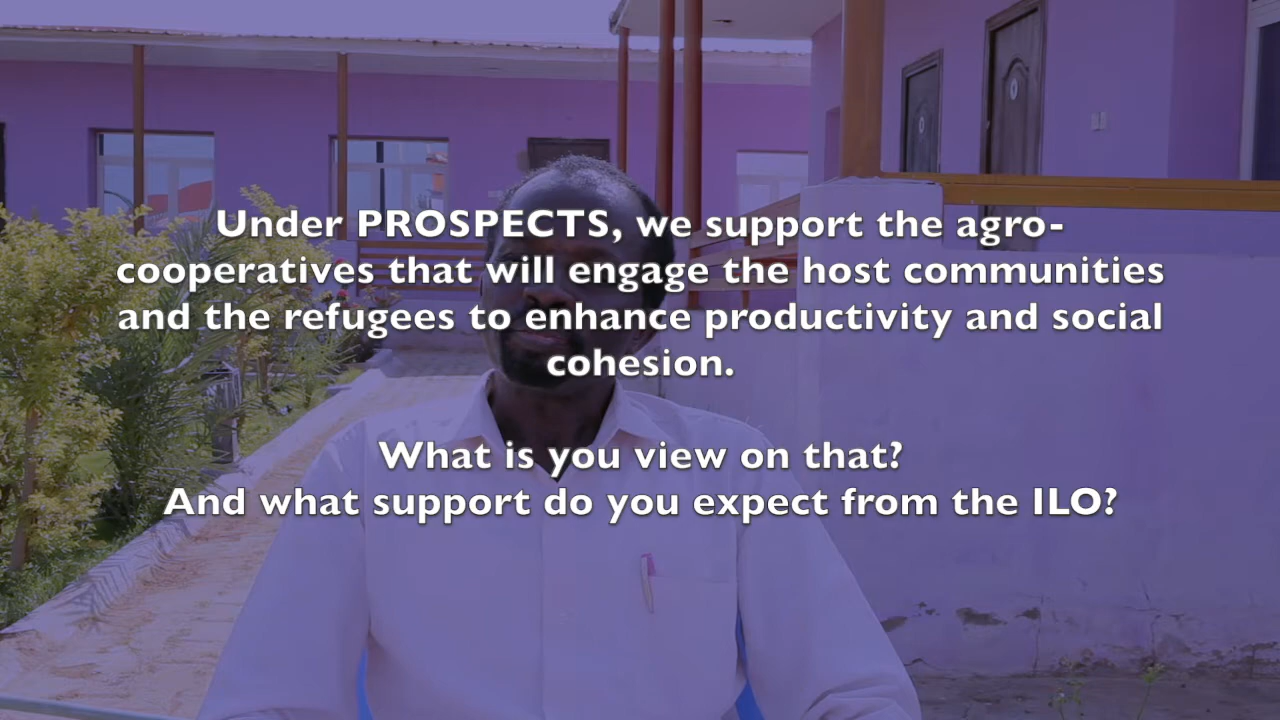 Under PROSPECTS, we support the agro-
cooperatives that will engage the host communities
and the refugees to enhance productivity and social
cohesion.
What is you view on that?
And what support do you expect from the ILO?